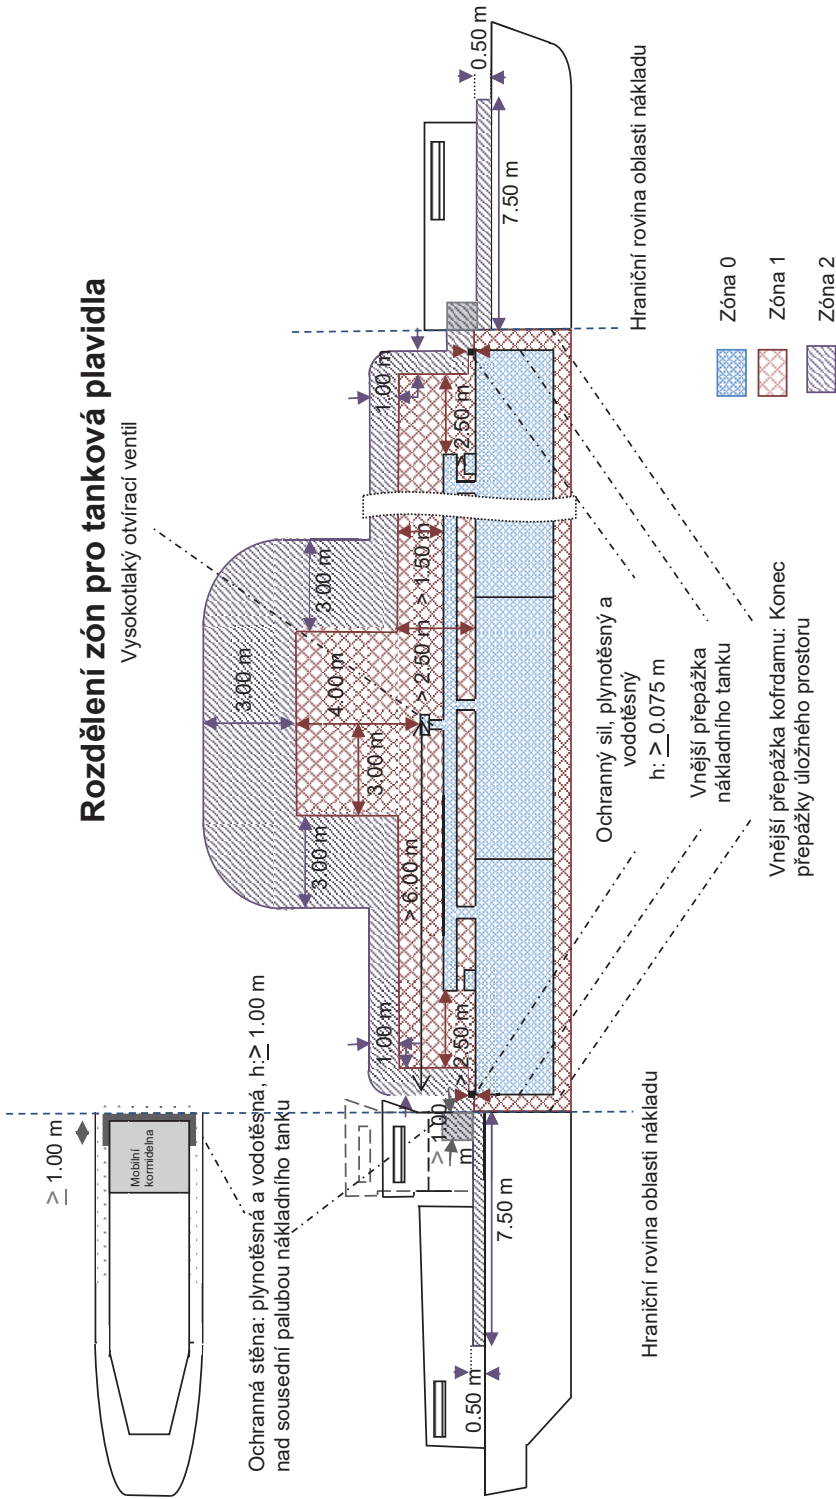 Rozdělení zón pro tanková plavidla
Vysokotlaký otvírací ventil
> 1.00 m
Mobilní
kormidelna
Ochranná stěna: plynotěsná a vodotěsná, h:> 1.00 m
nad sousední palubou nákladního tanku
3.00 m
3.00 m
3.00 m
4.00 m
3.00 m
1.00 m
1.00 m
> 6.00 m
> 2.50 m
> 1.50 m
> 2.50 m
> 2.50 m
> 1.00
m
0.50 m
7.50 m
0.50 m
7.50 m
Hraniční rovina oblasti nákladu
Hraniční rovina oblasti nákladu
Ochranný sil, plynotěsný a
vodotěsný
h: > 0.075 m
Vnější přepážka
nákladního tanku
Vnější přepážka kofrdamu: Konec
přepážky úložného prostoru
Zóna 0
Zóna 1
Zóna 2